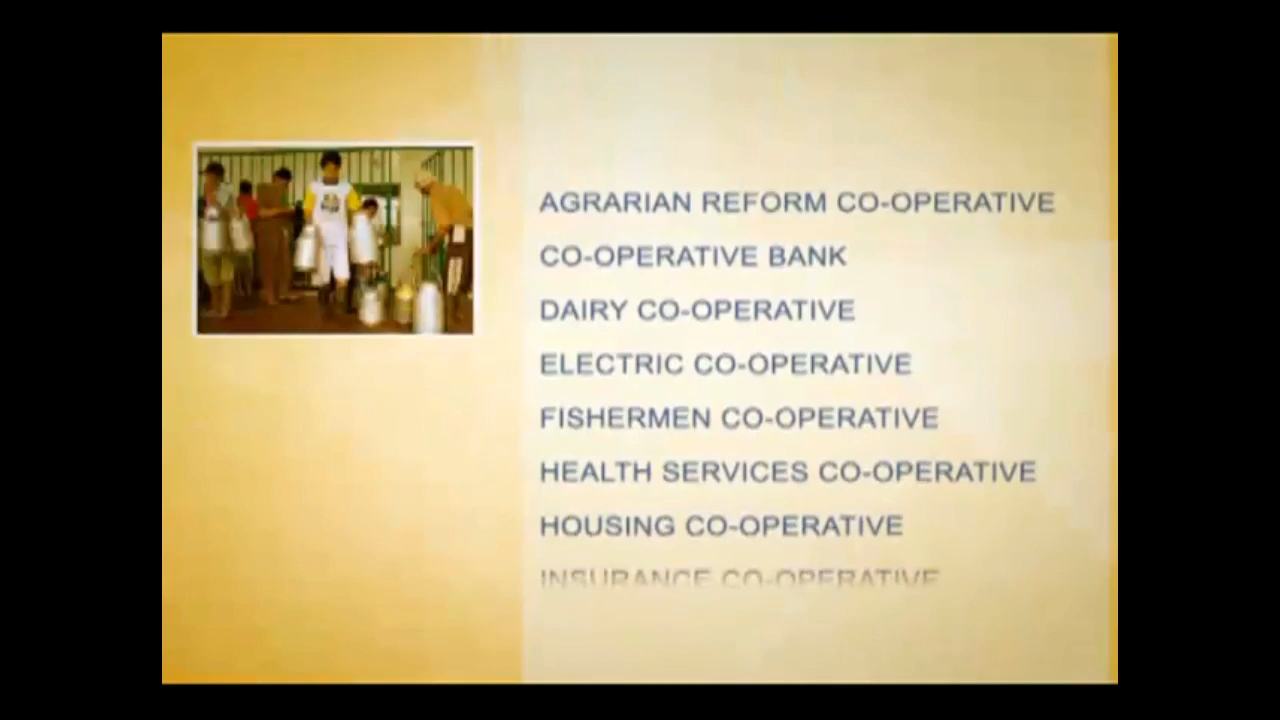 AGRARIAN REFORM CO-OPERATIVE
CO-OPERATIVE BANK
DAIRY CO-OPERATIVE
ELECTRIC CO-OPERATIVE
FISHERMEN CO-OPERATIVE
HEALTH SERVICES CO-OPERATIVE
HOUSING CO-OPERATIVE
INSURANCE CO-OPERATIVE